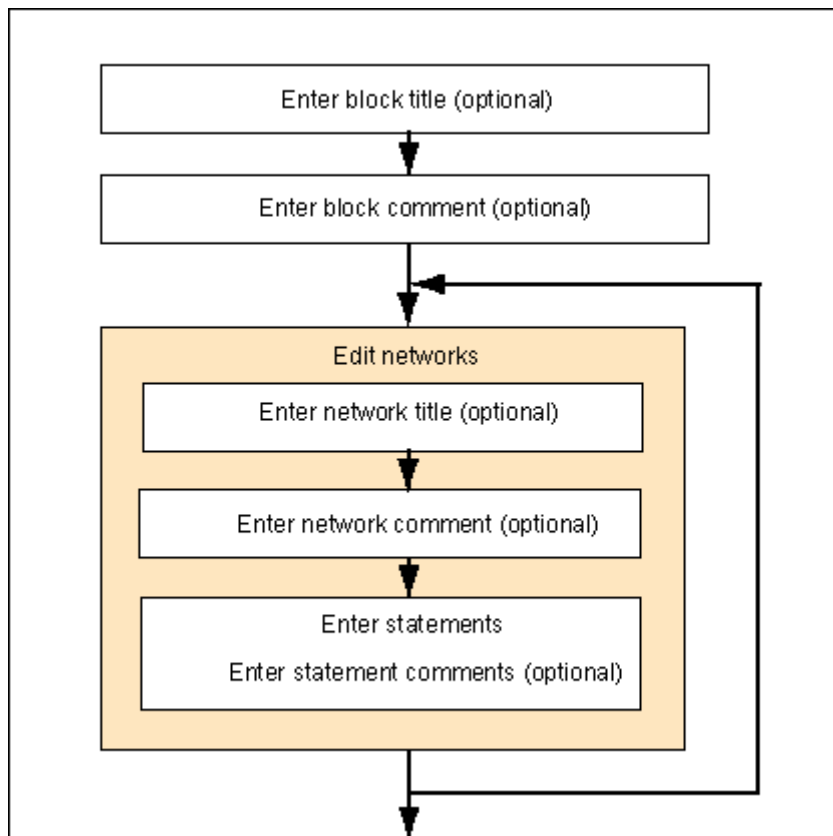 Enter block title (optional)
Enter block comment (optional)
Edit networks
Enter network title (optional)
Enter network comment (optional)
Enter statements
Enter statement comments (optional)